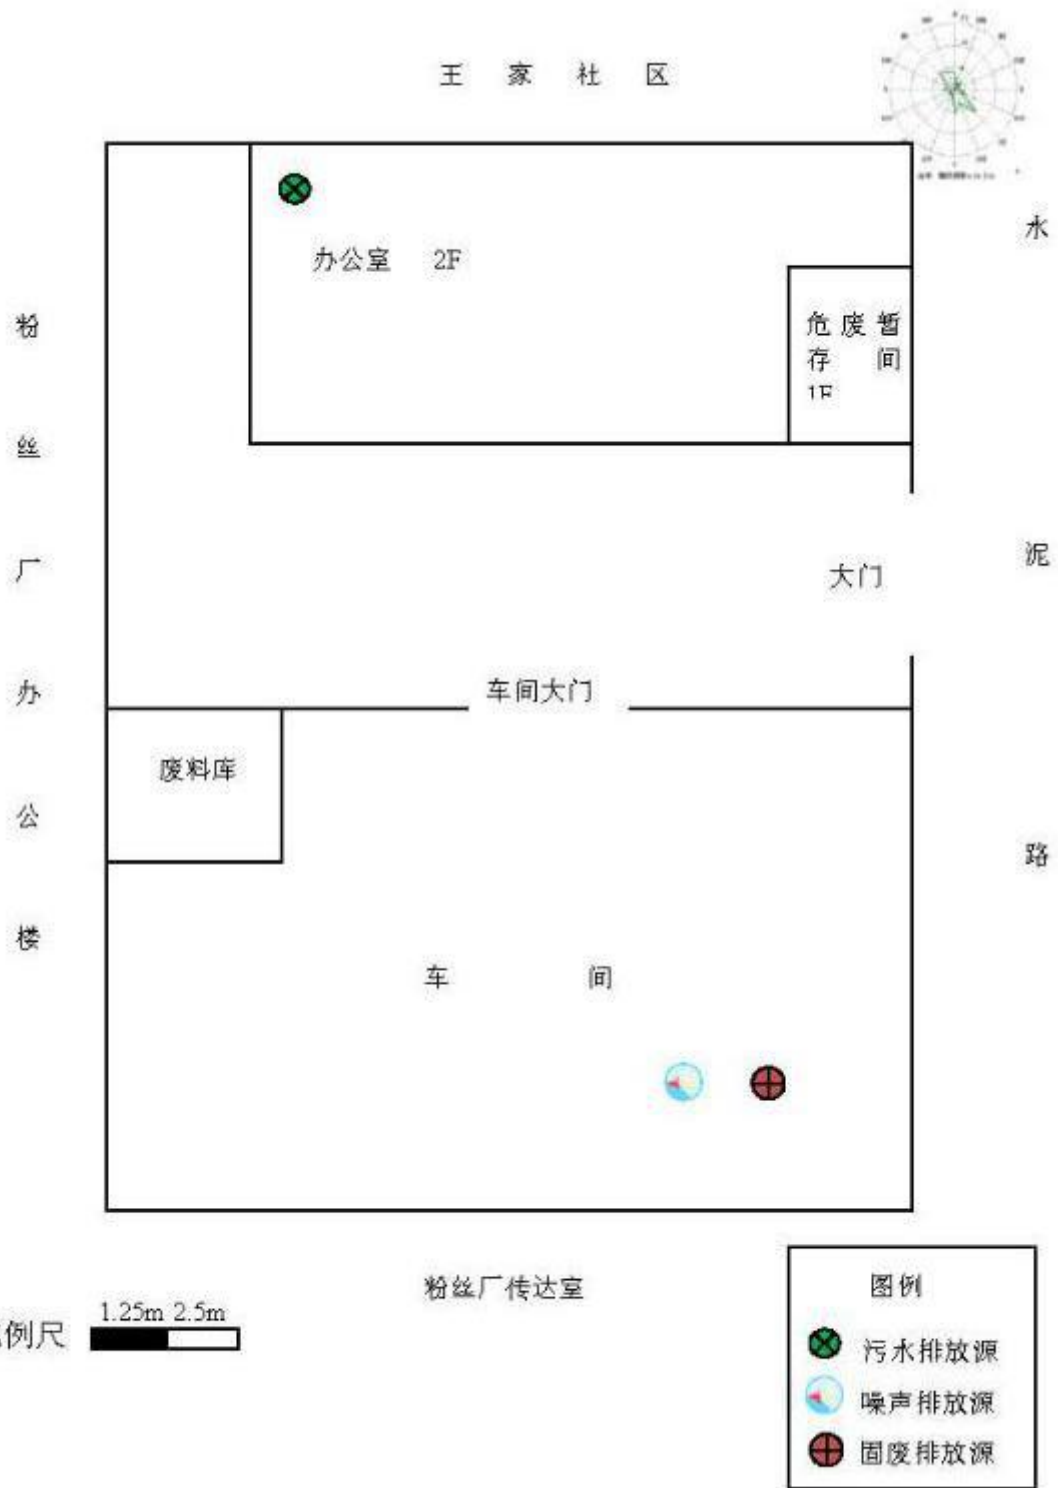 王家社区
办公室 2F
危废暂
存间
1F
水泥路
粉丝厂办公楼
大门
车间大门
废料库
车间
粉丝厂传达室
例尺
1.25m 2.5m
图例
污水排放源
噪声排放源
固废排放源